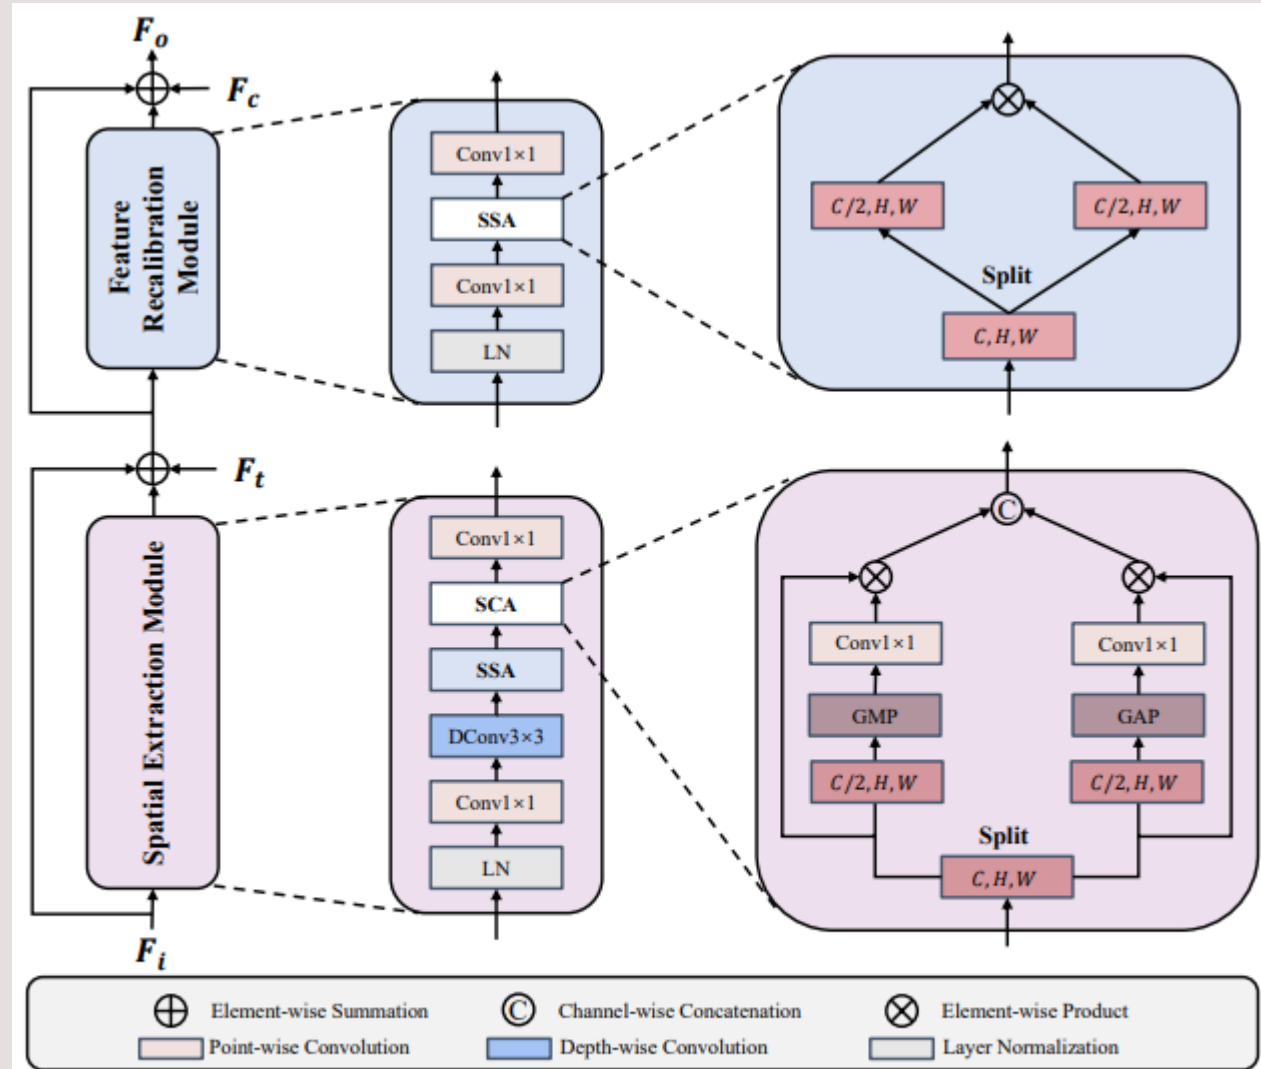 F_o
F_c
Feature
Recalibration
Module
F_t
Spatial Extraction Module
F_i
Conv1×1
SSA
Conv1×1
LN
C/2, H, W
C/2, H, W
Split
C, H, W
Conv1×1
SCA
SSA
DConv3×3
Conv1×1
LN
C
Conv1×1
Conv1×1
GMP
GAP
C/2, H, W
C/2, H, W
Split
C, H, W
Element-wise Summation
C
Channel-wise Concatenation
Element-wise Product
Point-wise Convolution
Depth-wise Convolution
Layer Normalization